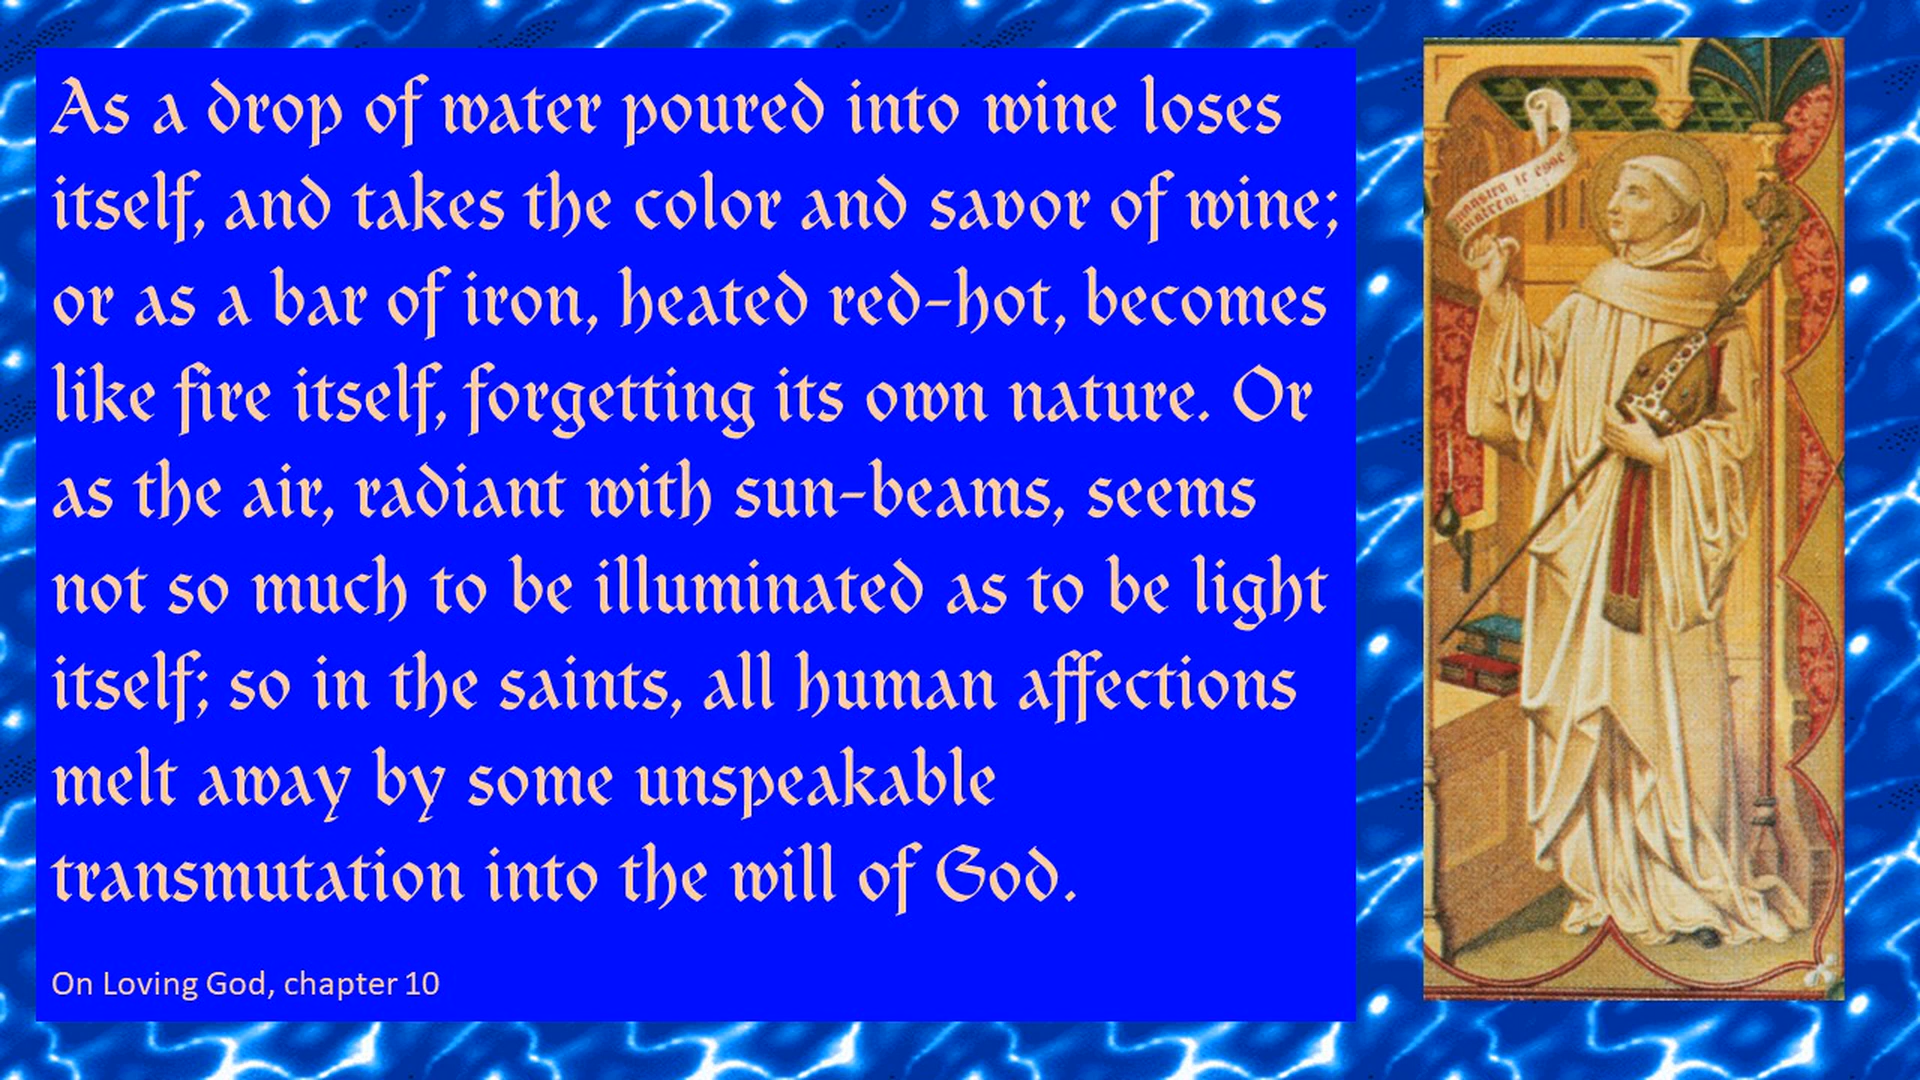 As a drop of water poured into wine loses
itself, and takes the color and savor of wine;
or as a bar of iron, heated red-hot, becomes
like fire itself, forgetting its own nature. Or
as the air, radiant with sun-beams, seems
not so much to be illuminated as to be light
itself; so in the saints, all human affections
melt away by some unspeakable
transmutation into the will of God.
On Loving God, chapter 10
te esse
matrem